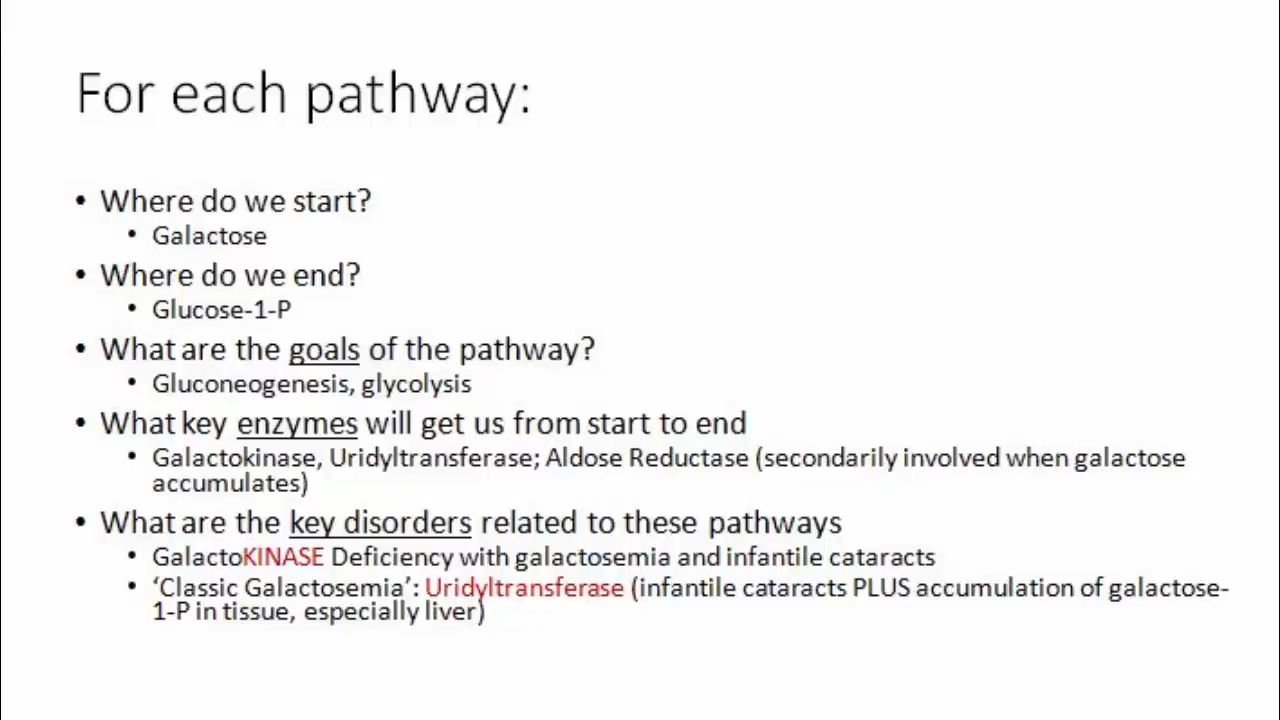 For each pathway:
• Where do we start?
• Galactose
• Where do we end?
• Glucose-1-P
• What are the goals of the pathway?
• Gluconeogenesis, glycolysis
• What key enzymes will get us from start to end
• Galactokinase, Uridyltransferase; Aldose Reductase (secondarily involved when galactose
accumulates)
• What are the key disorders related to these pathways
• GalactoKINASE Deficiency with galactosemia and infantile cataracts
• ‘Classic Galactosemia’: Uridyltransferase (infantile cataracts PLUS accumulation of galactose-
1-P in tissue, especially liver)